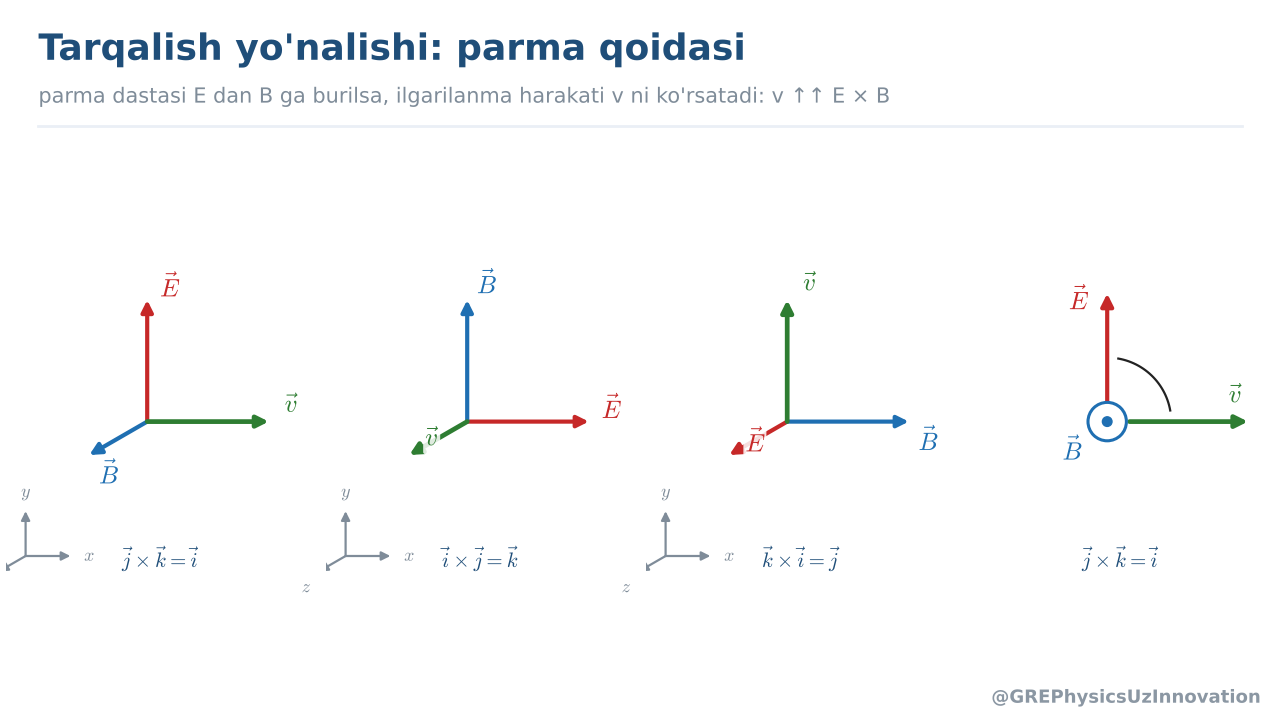 Tarqalish yo'nalishi: parma qoidasi
parma dastasi E dan B ga burilsa, ilgarilanma harakati v ni ko'rsatadi: v ↑↑ E × B
E⃗
v⃗
B⃗
y
x
j⃗ × k⃗ = i⃗
B⃗
E⃗
v⃗
y
x
z
i⃗ × j⃗ = k⃗
v⃗
B⃗
E⃗
y
x
z
k⃗ × i⃗ = j⃗
E⃗
v⃗
B⃗
j⃗ × k⃗ = i⃗
@GREPhysicsUzInnovation